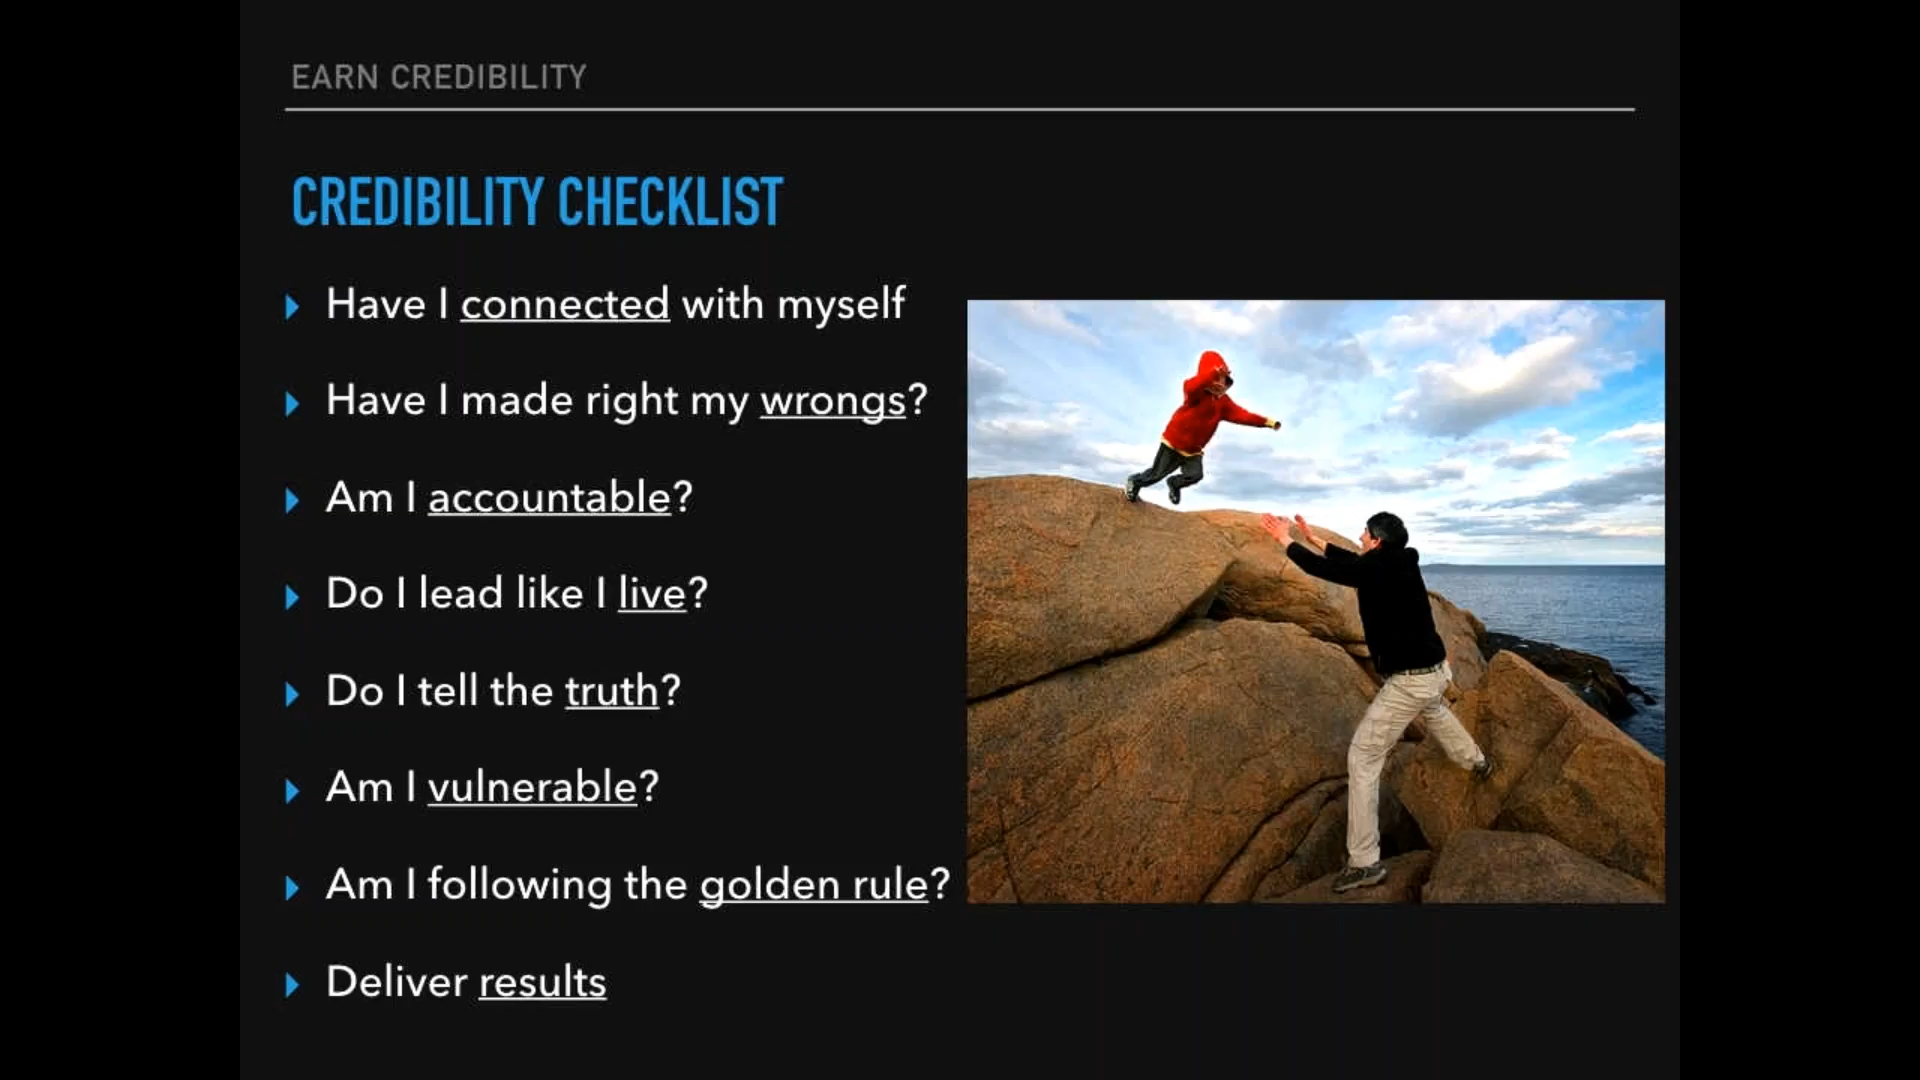 EARN CREDIBILITY
CREDIBILITY CHECKLIST
Have I connected with myself
Have I made right my wrongs?
Am I accountable?
Do I lead like I live?
Do I tell the truth?
Am I vulnerable?
Am I following the golden rule?
Deliver results